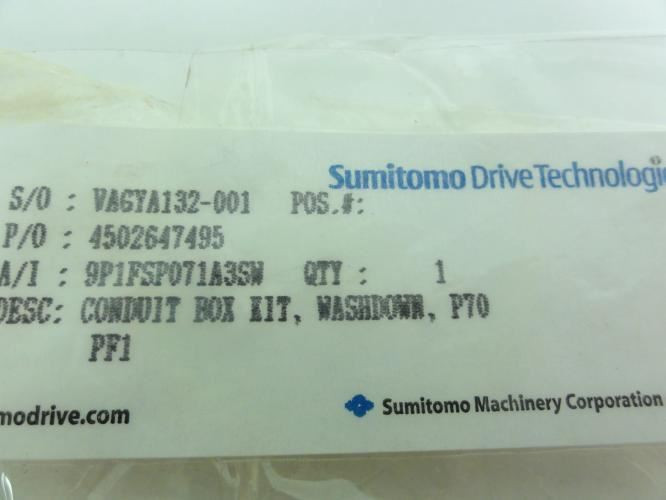 Sumitomo Drive Technologie
S/O : VAGYA132-001 POS.#:
P/O : 4502647495
A/I : 9P1FSP071A3SW QTY : 1
DESC: CONDUIT BOX KIT, WASHDOWN, P70
PF1
modrive.com
Sumitomo Machinery Corporation